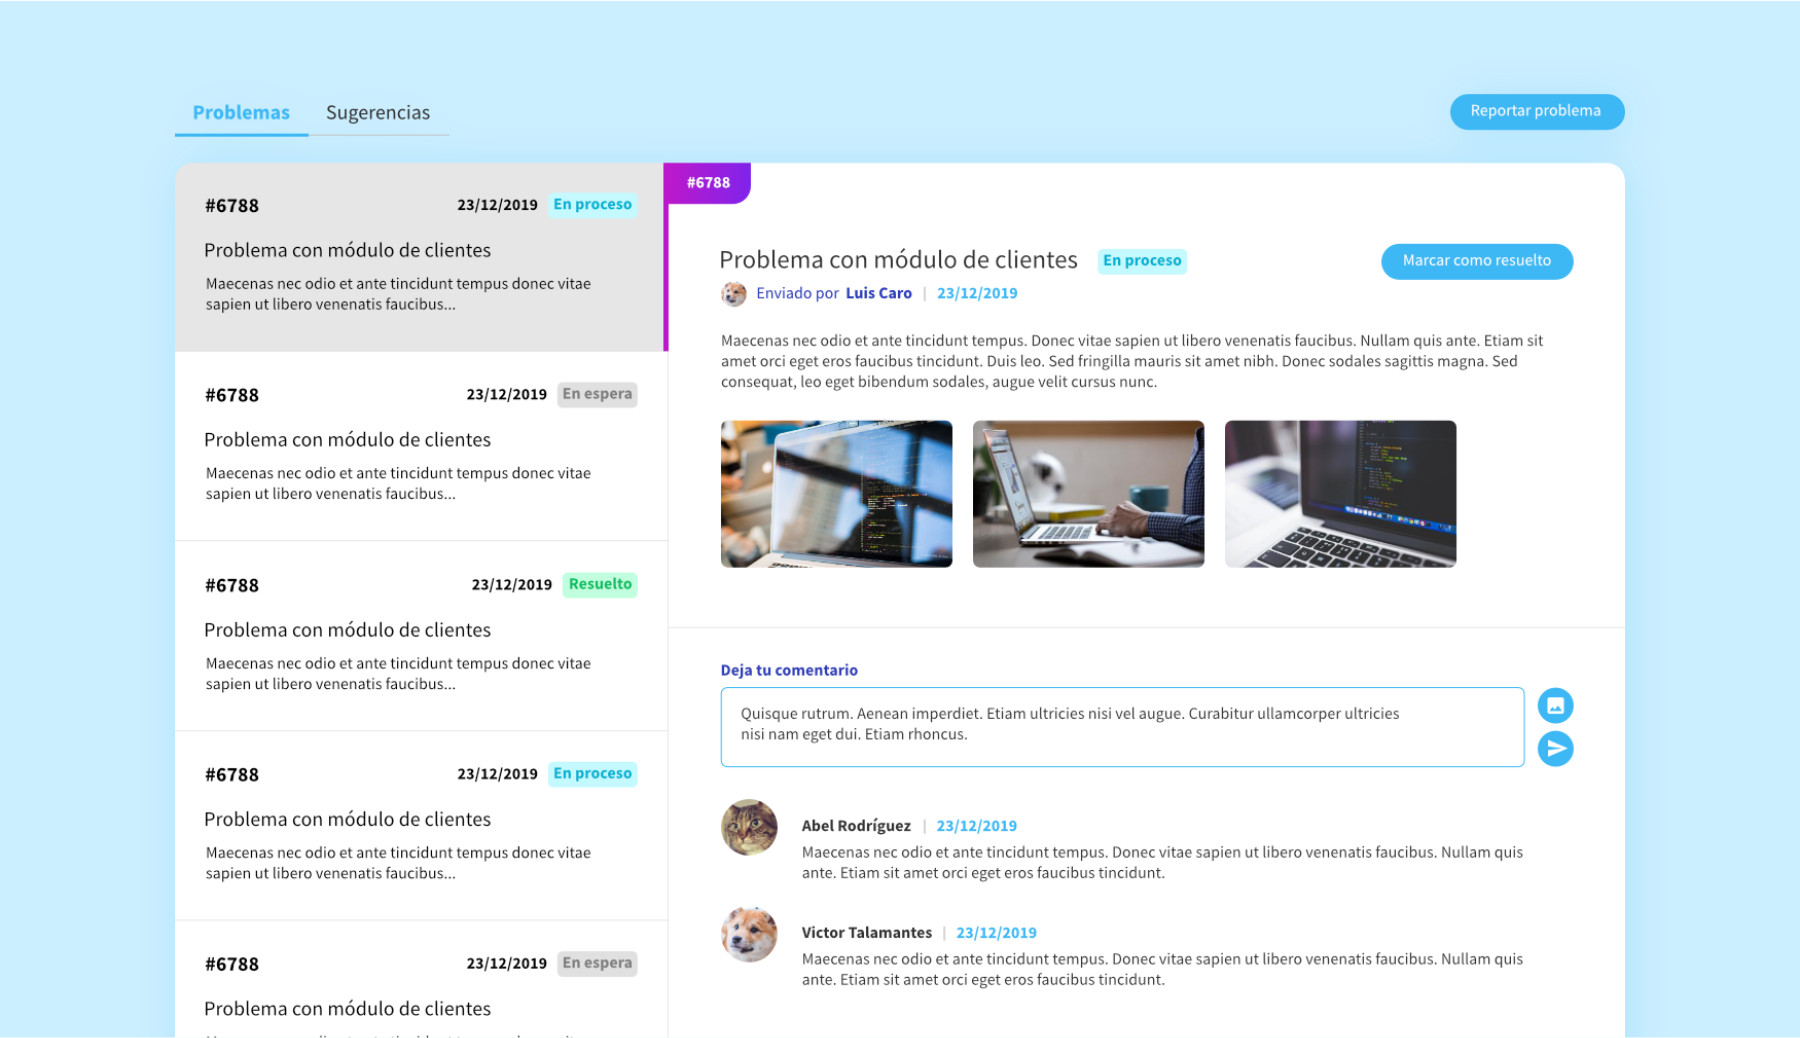 Problemas
Sugerencias
Reportar problema
#6788
23/12/2019
En proceso
Problema con módulo de clientes
Maecenas nec odio et ante tincidunt tempus donec vitae
sapien ut libero venenatis faucibus...
#6788
23/12/2019
En espera
Problema con módulo de clientes
Maecenas nec odio et ante tincidunt tempus donec vitae
sapien ut libero venenatis faucibus...
#6788
23/12/2019
Resuelto
Problema con módulo de clientes
Maecenas nec odio et ante tincidunt tempus donec vitae
sapien ut libero venenatis faucibus...
#6788
23/12/2019
En proceso
Problema con módulo de clientes
Maecenas nec odio et ante tincidunt tempus donec vitae
sapien ut libero venenatis faucibus...
#6788
23/12/2019
En espera
Problema con módulo de clientes
#6788
Problema con módulo de clientes
En proceso
Marcar como resuelto
Enviado por Luis Caro | 23/12/2019
Maecenas nec odio et ante tincidunt tempus. Donec vitae sapien ut libero venenatis faucibus. Nullam quis ante. Etiam sit
amet orci eget eros faucibus tincidunt. Duis leo. Sed fringilla mauris sit amet nibh. Donec sodales sagittis magna. Sed
consequat, leo eget bibendum sodales, augue velit cursus nunc.
Deja tu comentario
Quisque rutrum. Aenean imperdiet. Etiam ultricies nisi vel augue. Curabitur ullamcorper ultricies
nisi nam eget dui. Etiam rhoncus.
Abel Rodríguez | 23/12/2019
Maecenas nec odio et ante tincidunt tempus. Donec vitae sapien ut libero venenatis faucibus. Nullam quis
ante. Etiam sit amet orci eget eros faucibus tincidunt.
Victor Talamantes | 23/12/2019
Maecenas nec odio et ante tincidunt tempus. Donec vitae sapien ut libero venenatis faucibus. Nullam quis
ante. Etiam sit amet orci eget eros faucibus tincidunt.